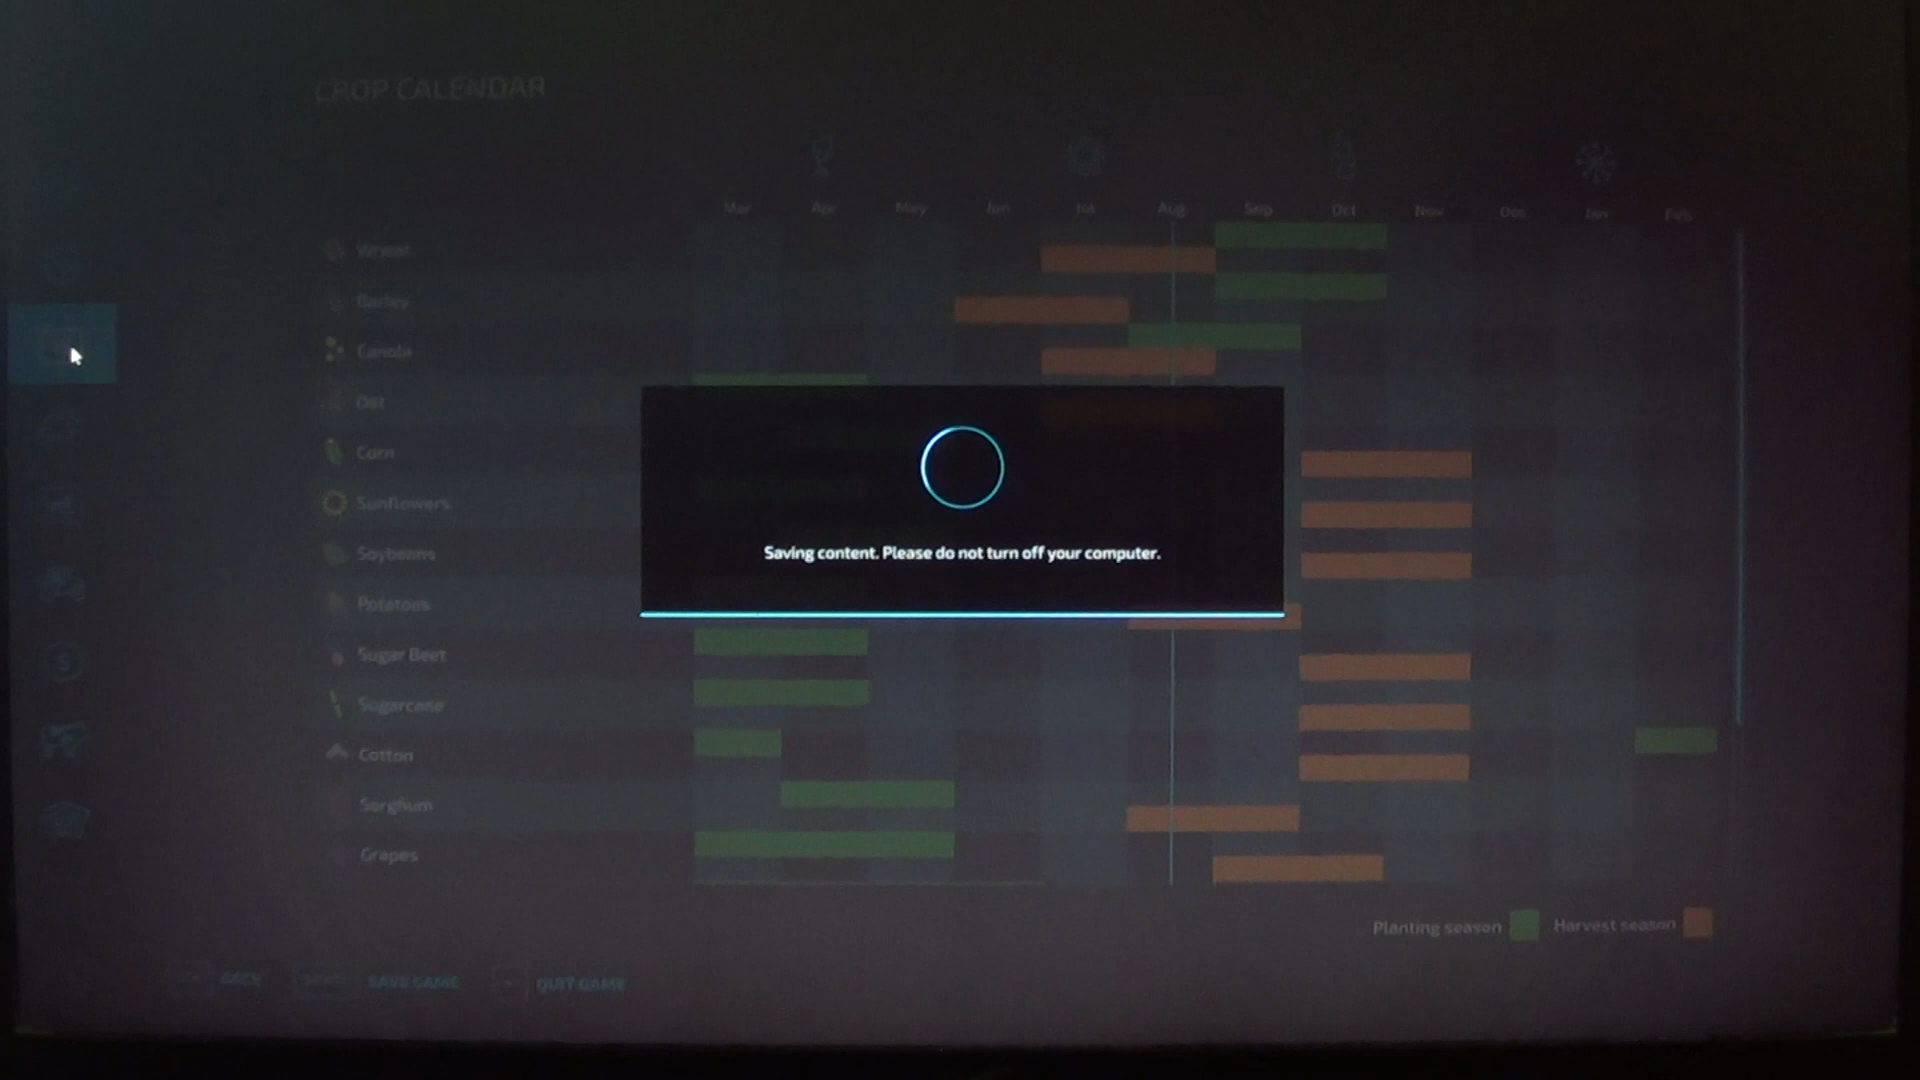 CROP CALENDAR
Mar Apr May Jun Jul Aug Sep Oct Nov Dec Jan Feb
Wheat
Barley
Canola
Oat
Corn
Sunflowers
Soybeans
Potatoes
Sugar Beet
Sugarcane
Cotton
Sorghum
Grapes
Saving content. Please do not turn off your computer.
Planting season Harvest season
BACK SAVE GAME QUIT GAME